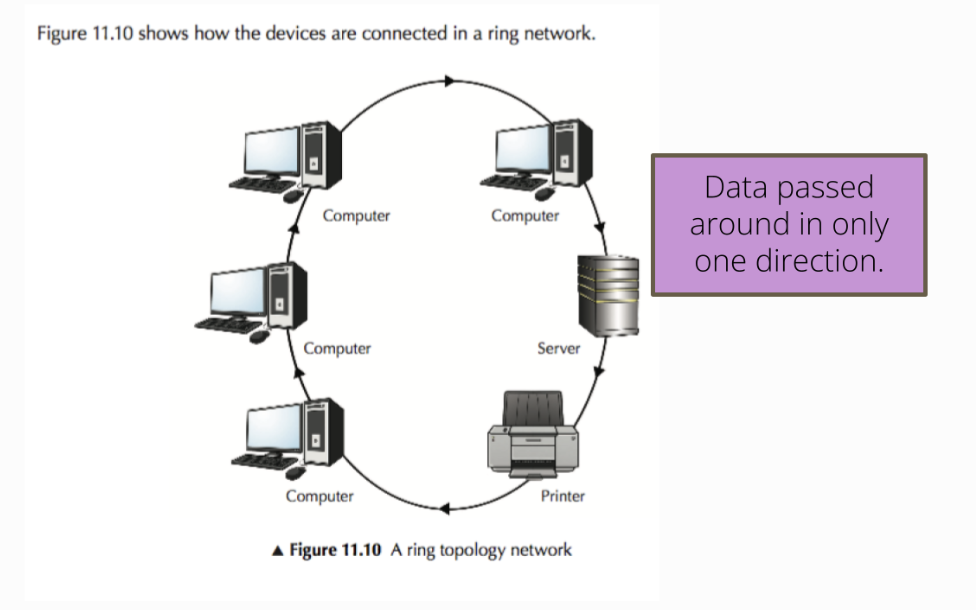 Figure 11.10 shows how the devices are connected in a ring network.
Computer
Computer
Data passed
around in only
one direction.
Computer
Server
Computer
Printer
▲ Figure 11.10 A ring topology network